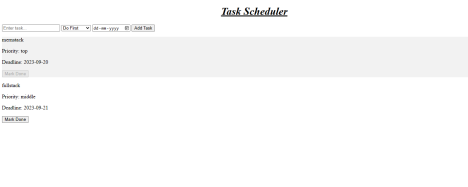 Task Scheduler
Enter task... Do First dd-mm-yyyy Add Task
mernstack
Priority: top
Deadline: 2023-09-20
Mark Done
fullstack
Priority: middle
Deadline: 2023-09-21
Mark Done